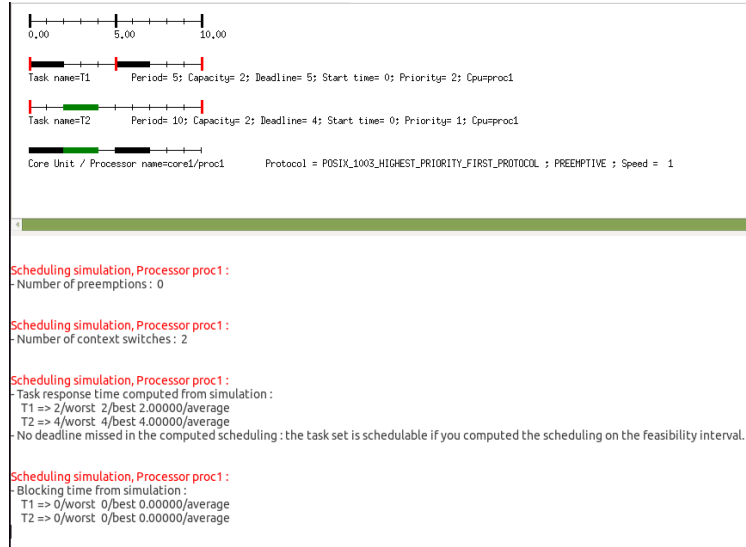 0.00 5.00 10.00
Task name=T1 Period= 5; Capacity= 2; Deadline= 5; Start time= 0; Priority= 2; Cpu=proc1
Task name=T2 Period= 10; Capacity= 2; Deadline= 4; Start time= 0; Priority= 1; Cpu=proc1
Core Unit / Processor name=core1/proc1 Protocol = POSIX_1003_HIGHEST_PRIORITY_FIRST_PROTOCOL ; PREEMPTIVE ; Speed = 1
Scheduling simulation, Processor proc1 :
- Number of preemptions : 0
Scheduling simulation, Processor proc1 :
- Number of context switches : 2
Scheduling simulation, Processor proc1 :
- Task response time computed from simulation :
T1 => 2/worst 2/best 2.00000/average
T2 => 4/worst 4/best 4.00000/average
- No deadline missed in the computed scheduling : the task set is schedulable if you computed the scheduling on the feasibility interval.
Scheduling simulation, Processor proc1 :
- Blocking time from simulation :
T1 => 0/worst 0/best 0.00000/average
T2 => 0/worst 0/best 0.00000/average